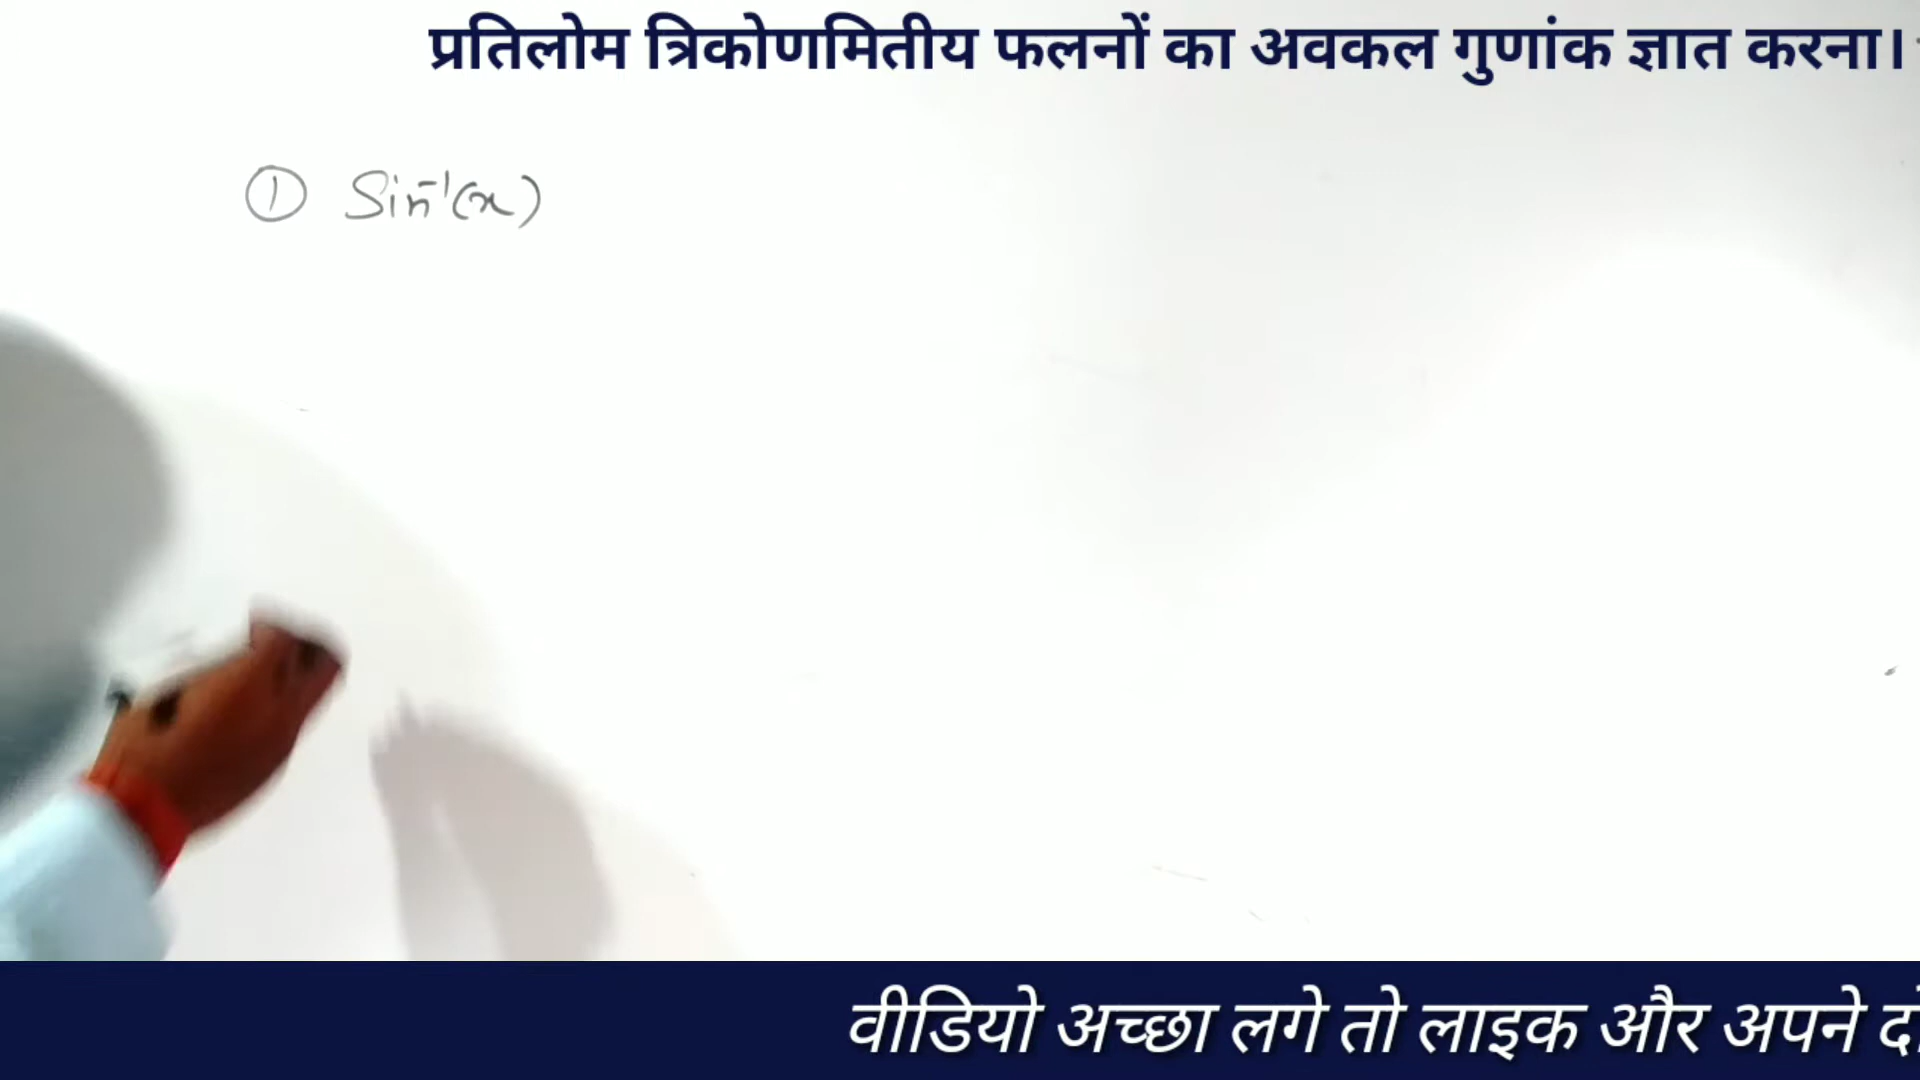 प्रतिलोम त्रिकोणमितीय फलनों का अवकल गुणांक ज्ञात करना।
① Sin⁻¹(x)
वीडियो अच्छा लगे तो लाइक और अपने